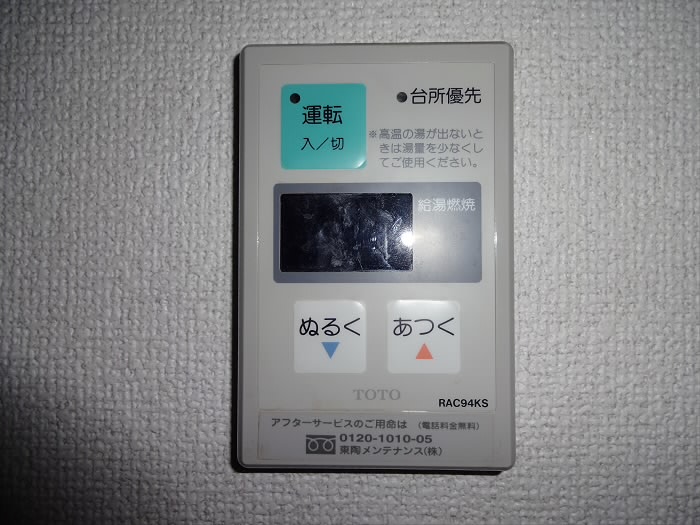 運転
入／切
台所優先
※高温の湯が出ないと
きは湯量を少なくし
てご使用ください。
給湯燃焼
ぬるく
▼
あつく
▲
TOTO
RAC94KS
アフターサービスのご用命は (電話料金無料)
0120-1010-05
東陶メンテナンス(株)